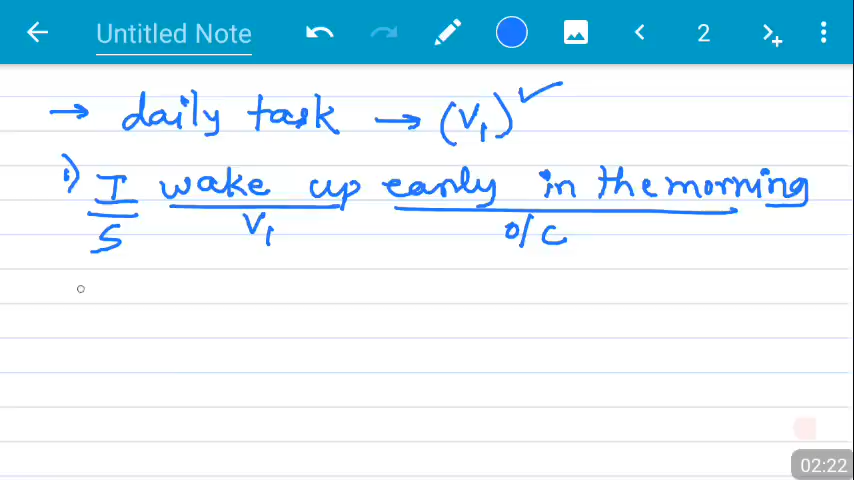 Untitled Note
2
→ daily task → (V1) ✓
1) I wake up early in the morning
S V1 O/C
02:22